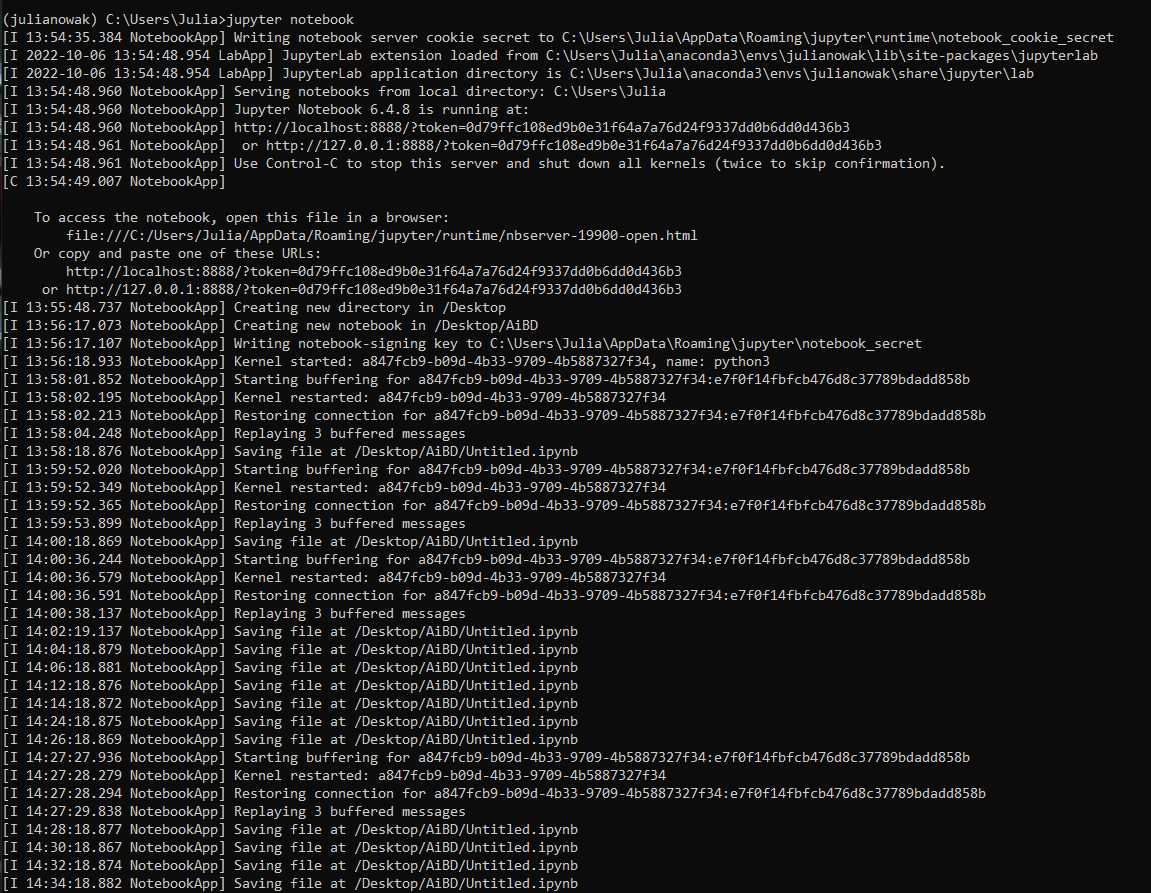 (julianowak) C:\Users\Julia>jupyter notebook
[I 13:54:35.384 NotebookApp] Writing notebook server cookie secret to C:\Users\Julia\AppData\Roaming\jupyter\runtime\notebook_cookie_secret
[I 2022-10-06 13:54:48.954 LabApp] JupyterLab extension loaded from C:\Users\Julia\anaconda3\envs\julianowak\lib\site-packages\jupyterlab
[I 2022-10-06 13:54:48.954 LabApp] JupyterLab application directory is C:\Users\Julia\anaconda3\envs\julianowak\share\jupyter\lab
[I 13:54:48.960 NotebookApp] Serving notebooks from local directory: C:\Users\Julia
[I 13:54:48.960 NotebookApp] Jupyter Notebook 6.4.8 is running at:
[I 13:54:48.960 NotebookApp] http://localhost:8888/?token=0d79ffc108ed9b0e31f64a7a76d24f9337dd0b6dd0d436b3
[I 13:54:48.961 NotebookApp]  or http://127.0.0.1:8888/?token=0d79ffc108ed9b0e31f64a7a76d24f9337dd0b6dd0d436b3
[I 13:54:48.961 NotebookApp] Use Control-C to stop this server and shut down all kernels (twice to skip confirmation).
[C 13:54:49.007 NotebookApp]
To access the notebook, open this file in a browser:
file:///C:/Users/Julia/AppData/Roaming/jupyter/runtime/nbserver-19900-open.html
Or copy and paste one of these URLs:
http://localhost:8888/?token=0d79ffc108ed9b0e31f64a7a76d24f9337dd0b6dd0d436b3
or http://127.0.0.1:8888/?token=0d79ffc108ed9b0e31f64a7a76d24f9337dd0b6dd0d436b3
[I 13:55:48.737 NotebookApp] Creating new directory in /Desktop
[I 13:56:17.073 NotebookApp] Creating new notebook in /Desktop/AiBD
[I 13:56:17.107 NotebookApp] Writing notebook-signing key to C:\Users\Julia\AppData\Roaming\jupyter\notebook_secret
[I 13:56:18.933 NotebookApp] Kernel started: a847fcb9-b09d-4b33-9709-4b5887327f34, name: python3
[I 13:58:01.852 NotebookApp] Starting buffering for a847fcb9-b09d-4b33-9709-4b5887327f34:e7f0f14fbfcb476d8c37789bdadd858b
[I 13:58:02.195 NotebookApp] Kernel restarted: a847fcb9-b09d-4b33-9709-4b5887327f34
[I 13:58:02.213 NotebookApp] Restoring connection for a847fcb9-b09d-4b33-9709-4b5887327f34:e7f0f14fbfcb476d8c37789bdadd858b
[I 13:58:04.248 NotebookApp] Replaying 3 buffered messages
[I 13:58:18.876 NotebookApp] Saving file at /Desktop/AiBD/Untitled.ipynb
[I 13:59:52.020 NotebookApp] Starting buffering for a847fcb9-b09d-4b33-9709-4b5887327f34:e7f0f14fbfcb476d8c37789bdadd858b
[I 13:59:52.349 NotebookApp] Kernel restarted: a847fcb9-b09d-4b33-9709-4b5887327f34
[I 13:59:52.365 NotebookApp] Restoring connection for a847fcb9-b09d-4b33-9709-4b5887327f34:e7f0f14fbfcb476d8c37789bdadd858b
[I 13:59:53.899 NotebookApp] Replaying 3 buffered messages
[I 14:00:18.869 NotebookApp] Saving file at /Desktop/AiBD/Untitled.ipynb
[I 14:00:36.244 NotebookApp] Starting buffering for a847fcb9-b09d-4b33-9709-4b5887327f34:e7f0f14fbfcb476d8c37789bdadd858b
[I 14:00:36.579 NotebookApp] Kernel restarted: a847fcb9-b09d-4b33-9709-4b5887327f34
[I 14:00:36.591 NotebookApp] Restoring connection for a847fcb9-b09d-4b33-9709-4b5887327f34:e7f0f14fbfcb476d8c37789bdadd858b
[I 14:00:38.137 NotebookApp] Replaying 3 buffered messages
[I 14:02:19.137 NotebookApp] Saving file at /Desktop/AiBD/Untitled.ipynb
[I 14:04:18.879 NotebookApp] Saving file at /Desktop/AiBD/Untitled.ipynb
[I 14:06:18.881 NotebookApp] Saving file at /Desktop/AiBD/Untitled.ipynb
[I 14:12:18.876 NotebookApp] Saving file at /Desktop/AiBD/Untitled.ipynb
[I 14:14:18.872 NotebookApp] Saving file at /Desktop/AiBD/Untitled.ipynb
[I 14:24:18.875 NotebookApp] Saving file at /Desktop/AiBD/Untitled.ipynb
[I 14:26:18.869 NotebookApp] Saving file at /Desktop/AiBD/Untitled.ipynb
[I 14:27:27.936 NotebookApp] Starting buffering for a847fcb9-b09d-4b33-9709-4b5887327f34:e7f0f14fbfcb476d8c37789bdadd858b
[I 14:27:28.279 NotebookApp] Kernel restarted: a847fcb9-b09d-4b33-9709-4b5887327f34
[I 14:27:28.294 NotebookApp] Restoring connection for a847fcb9-b09d-4b33-9709-4b5887327f34:e7f0f14fbfcb476d8c37789bdadd858b
[I 14:27:29.838 NotebookApp] Replaying 3 buffered messages
[I 14:28:18.877 NotebookApp] Saving file at /Desktop/AiBD/Untitled.ipynb
[I 14:30:18.867 NotebookApp] Saving file at /Desktop/AiBD/Untitled.ipynb
[I 14:32:18.874 NotebookApp] Saving file at /Desktop/AiBD/Untitled.ipynb
[I 14:34:18.882 NotebookApp] Saving file at /Desktop/AiBD/Untitled.ipynb